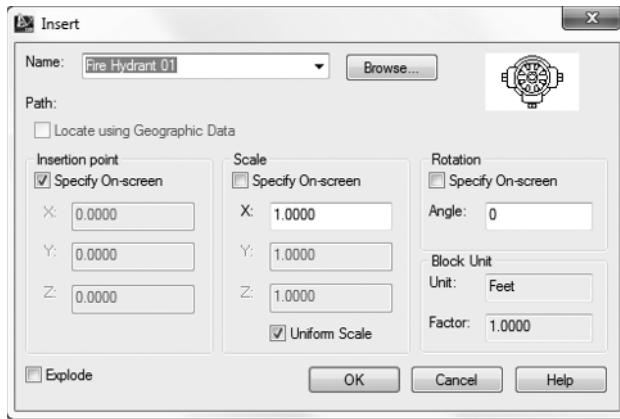 Insert
Name: Fire Hydrant 01 Browse...
Path:
Locate using Geographic Data
Insertion point Scale Rotation
Specify On-screen Specify On-screen Specify On-screen
X: 0.0000 X: 1.0000 Angle: 0
Y: 0.0000 Y: 1.0000 Block Unit
Z: 0.0000 Z: 1.0000 Unit: Feet
Uniform Scale Factor: 1.0000
Explode OK Cancel Help